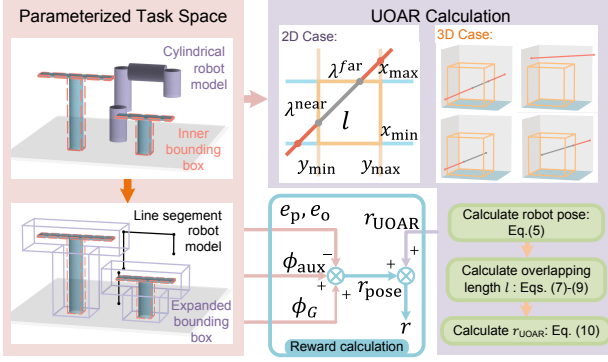 Parameterized Task Space
Cylindrical
robot
model
Inner
bounding
box
Line segement
robot
model
Expanded
bounding
box
UOAR Calculation
2D Case:
λ^far
x_max
λ^near
l
x_min
y_min
y_max
3D Case:
e_p, e_o
r_UOAR
−
+
ϕ_aux
+
+
r_pose
+
ϕ_G
r
Reward calculation
Calculate robot pose:
Eq.(5)
Calculate overlapping
length l : Eqs. (7)-(9)
Calculate r_UOAR: Eq. (10)